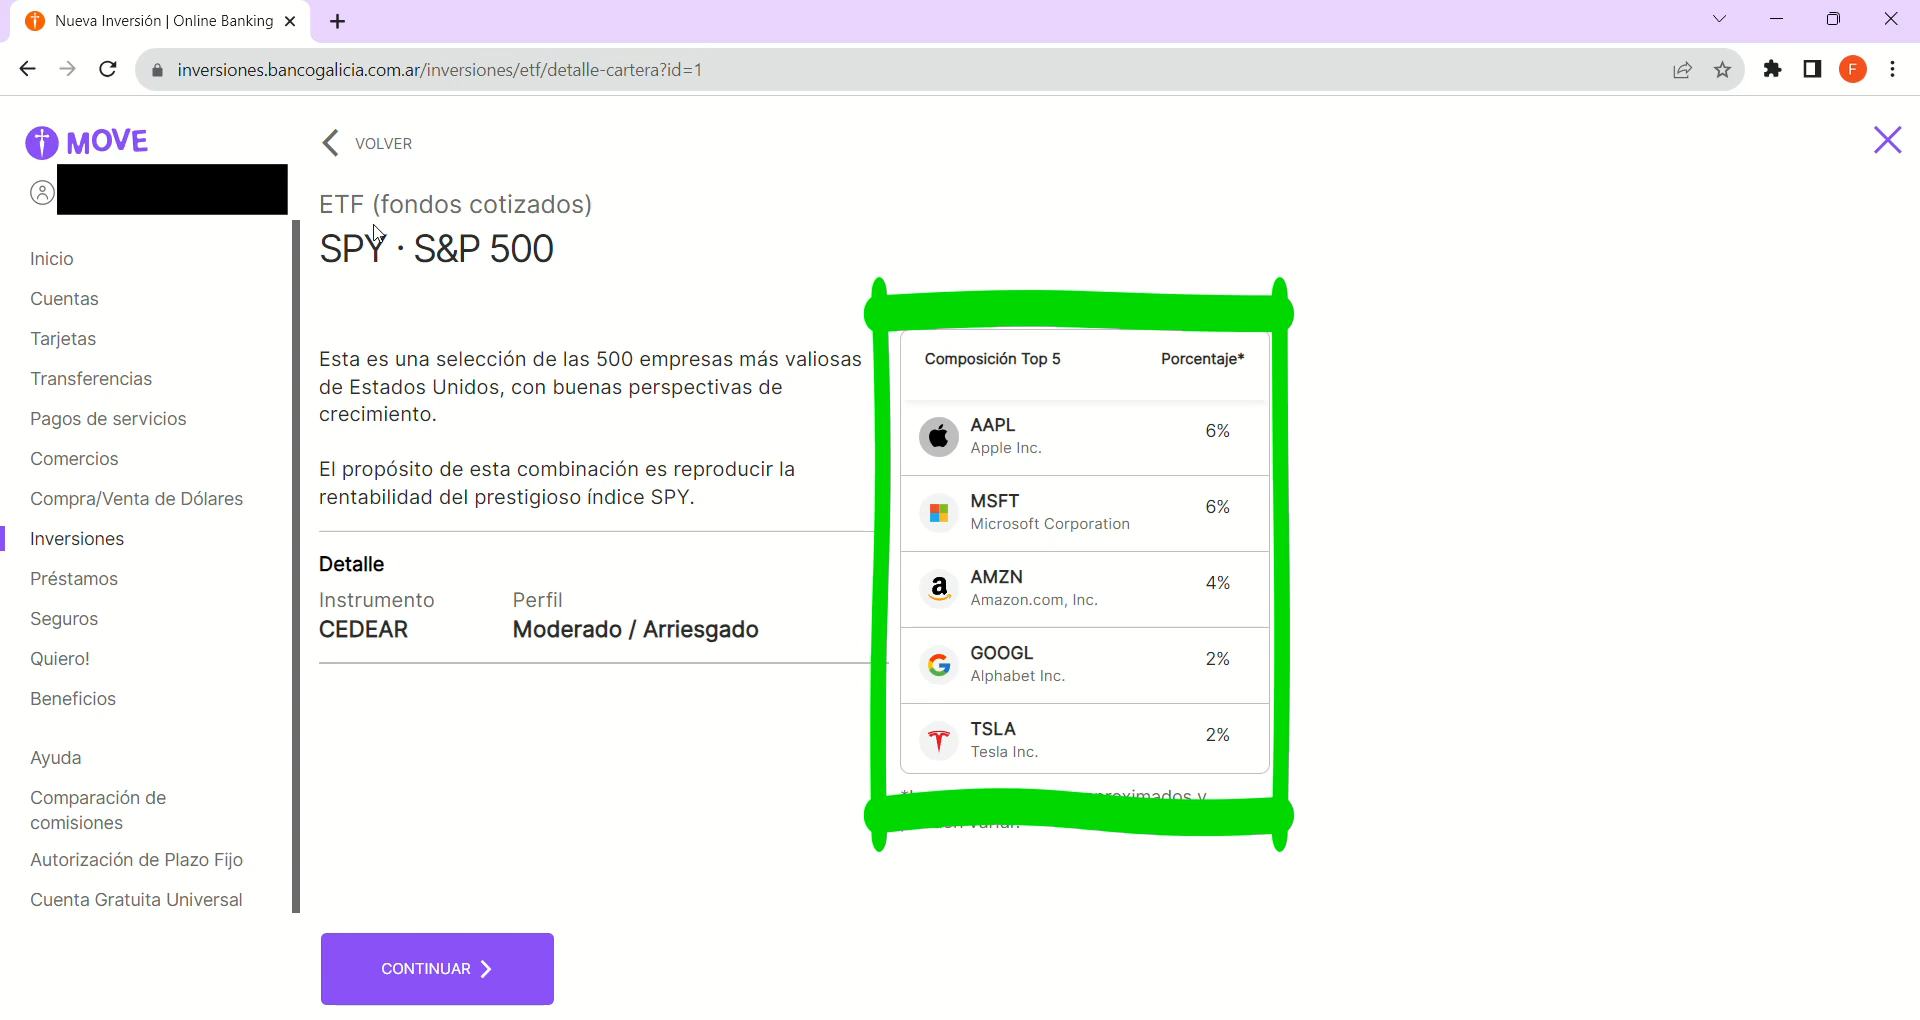 Nueva Inversión | Online Banking
inversiones.bancogalicia.com.ar/inversiones/etf/detalle-cartera?id=1
F
MOVE
Inicio
Cuentas
Tarjetas
Transferencias
Pagos de servicios
Comercios
Compra/Venta de Dólares
Inversiones
Préstamos
Seguros
Quiero!
Beneficios
Ayuda
Comparación de
comisiones
Autorización de Plazo Fijo
Cuenta Gratuita Universal
VOLVER
ETF (fondos cotizados)
SPY · S&P 500
Esta es una selección de las 500 empresas más valiosas
de Estados Unidos, con buenas perspectivas de
crecimiento.
El propósito de esta combinación es reproducir la
rentabilidad del prestigioso índice SPY.
Detalle
Instrumento Perfil
CEDEAR Moderado / Arriesgado
Composición Top 5 Porcentaje*
AAPL 6%
Apple Inc.
MSFT 6%
Microsoft Corporation
AMZN 4%
Amazon.com, Inc.
GOOGL 2%
Alphabet Inc.
TSLA 2%
Tesla Inc.
y
variar.
CONTINUAR